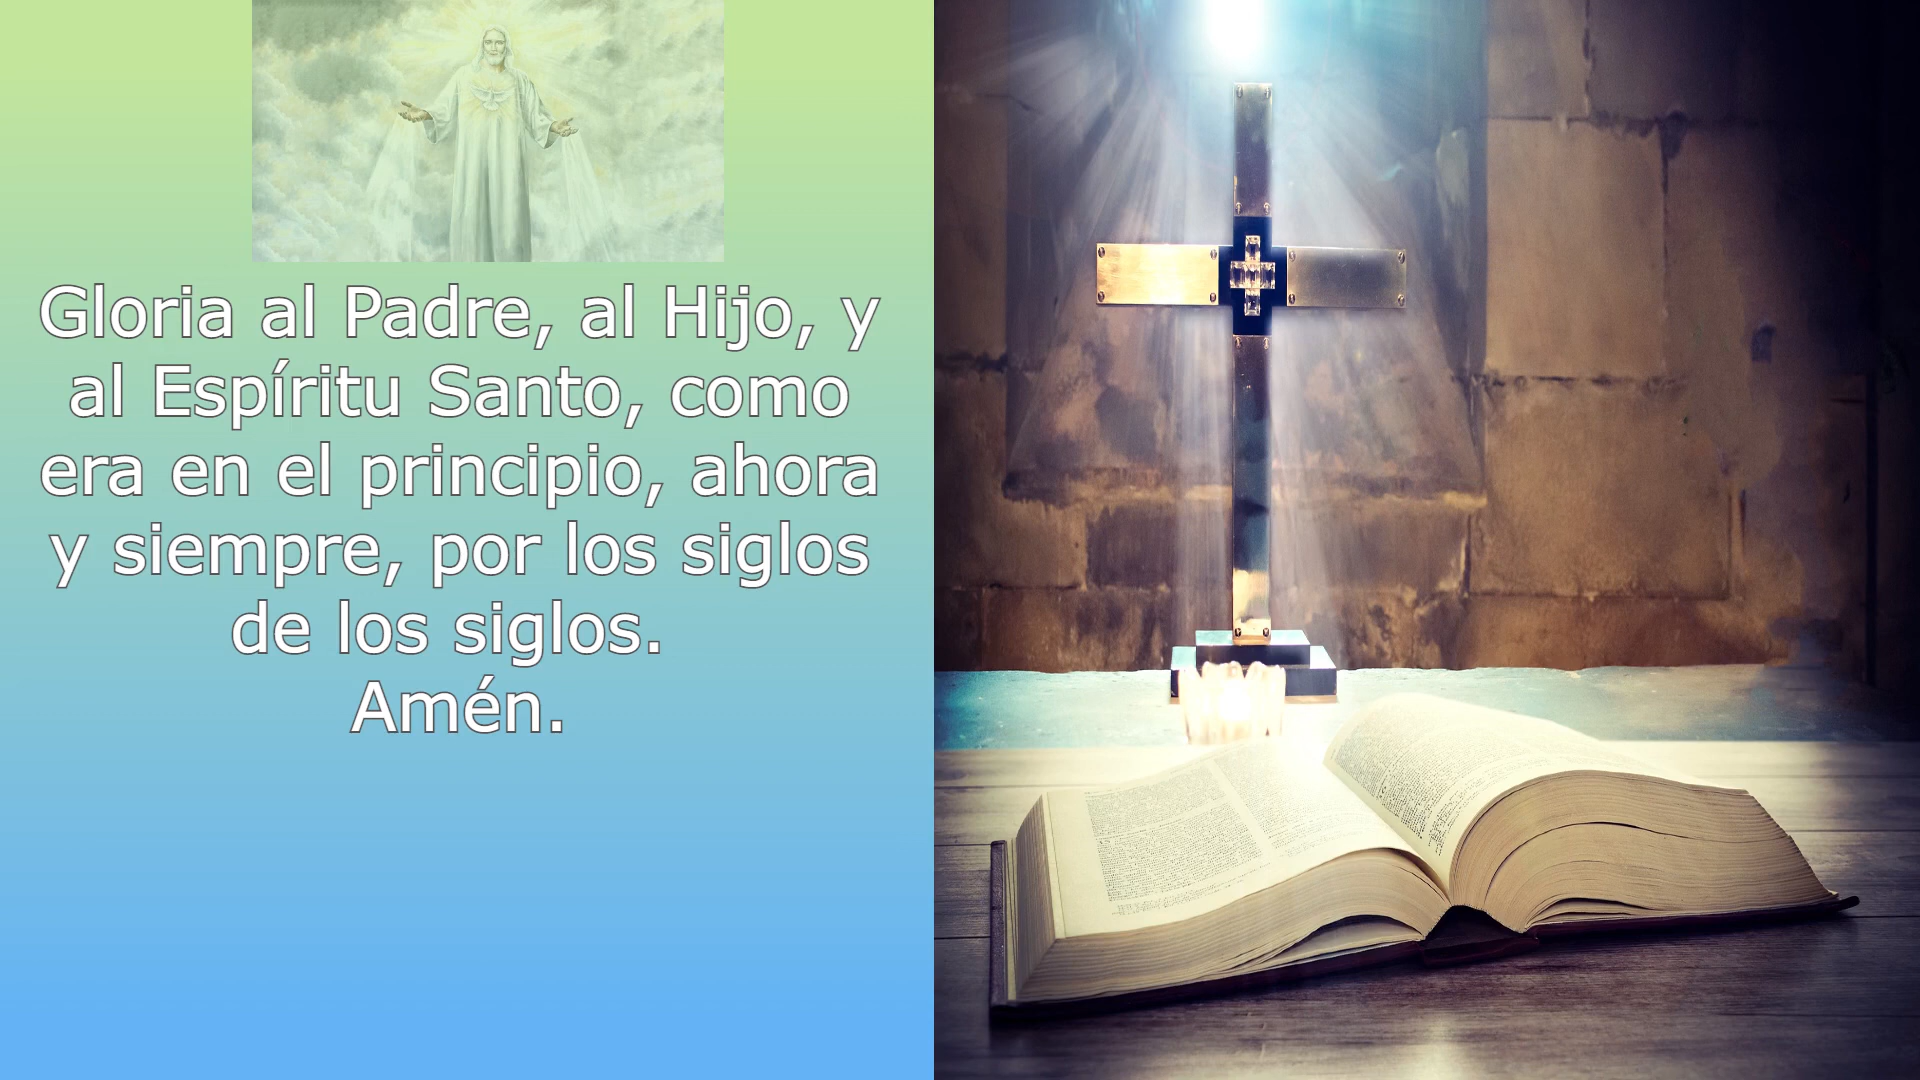 Gloria al Padre, al Hijo, y
al Espíritu Santo, como
era en el principio, ahora
y siempre, por los siglos
de los siglos.
Amén.